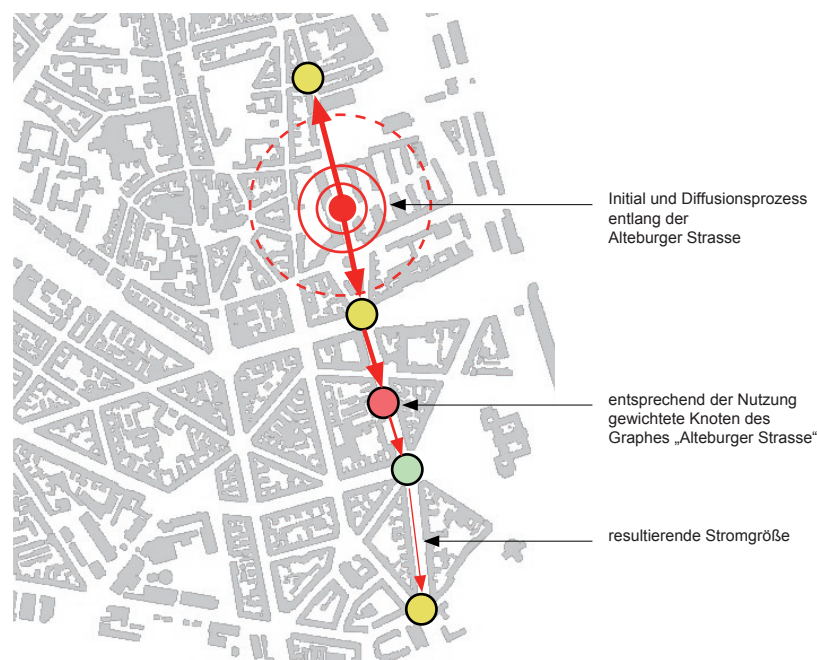 Initial und Diffusionsprozess
entlang der
Alteburger Strasse
entsprechend der Nutzung
gewichtete Knoten des
Graphes „Alteburger Strasse“
resultierende Stromgröße